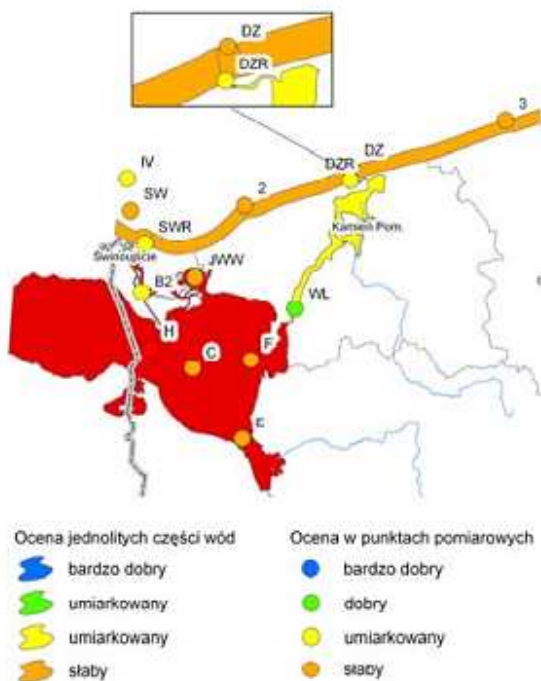 DZ
DZR
3
DZ
DZR
IV
2
SW
Kamień Pom.
SWR
Świnoujście
JWW
B2
WL
H
F
C
E
Ocena jednolitych części wód
bardzo dobry
umiarkowany
umiarkowany
słaby
Ocena w punktach pomiarowych
bardzo dobry
dobry
umiarkowany
słaby